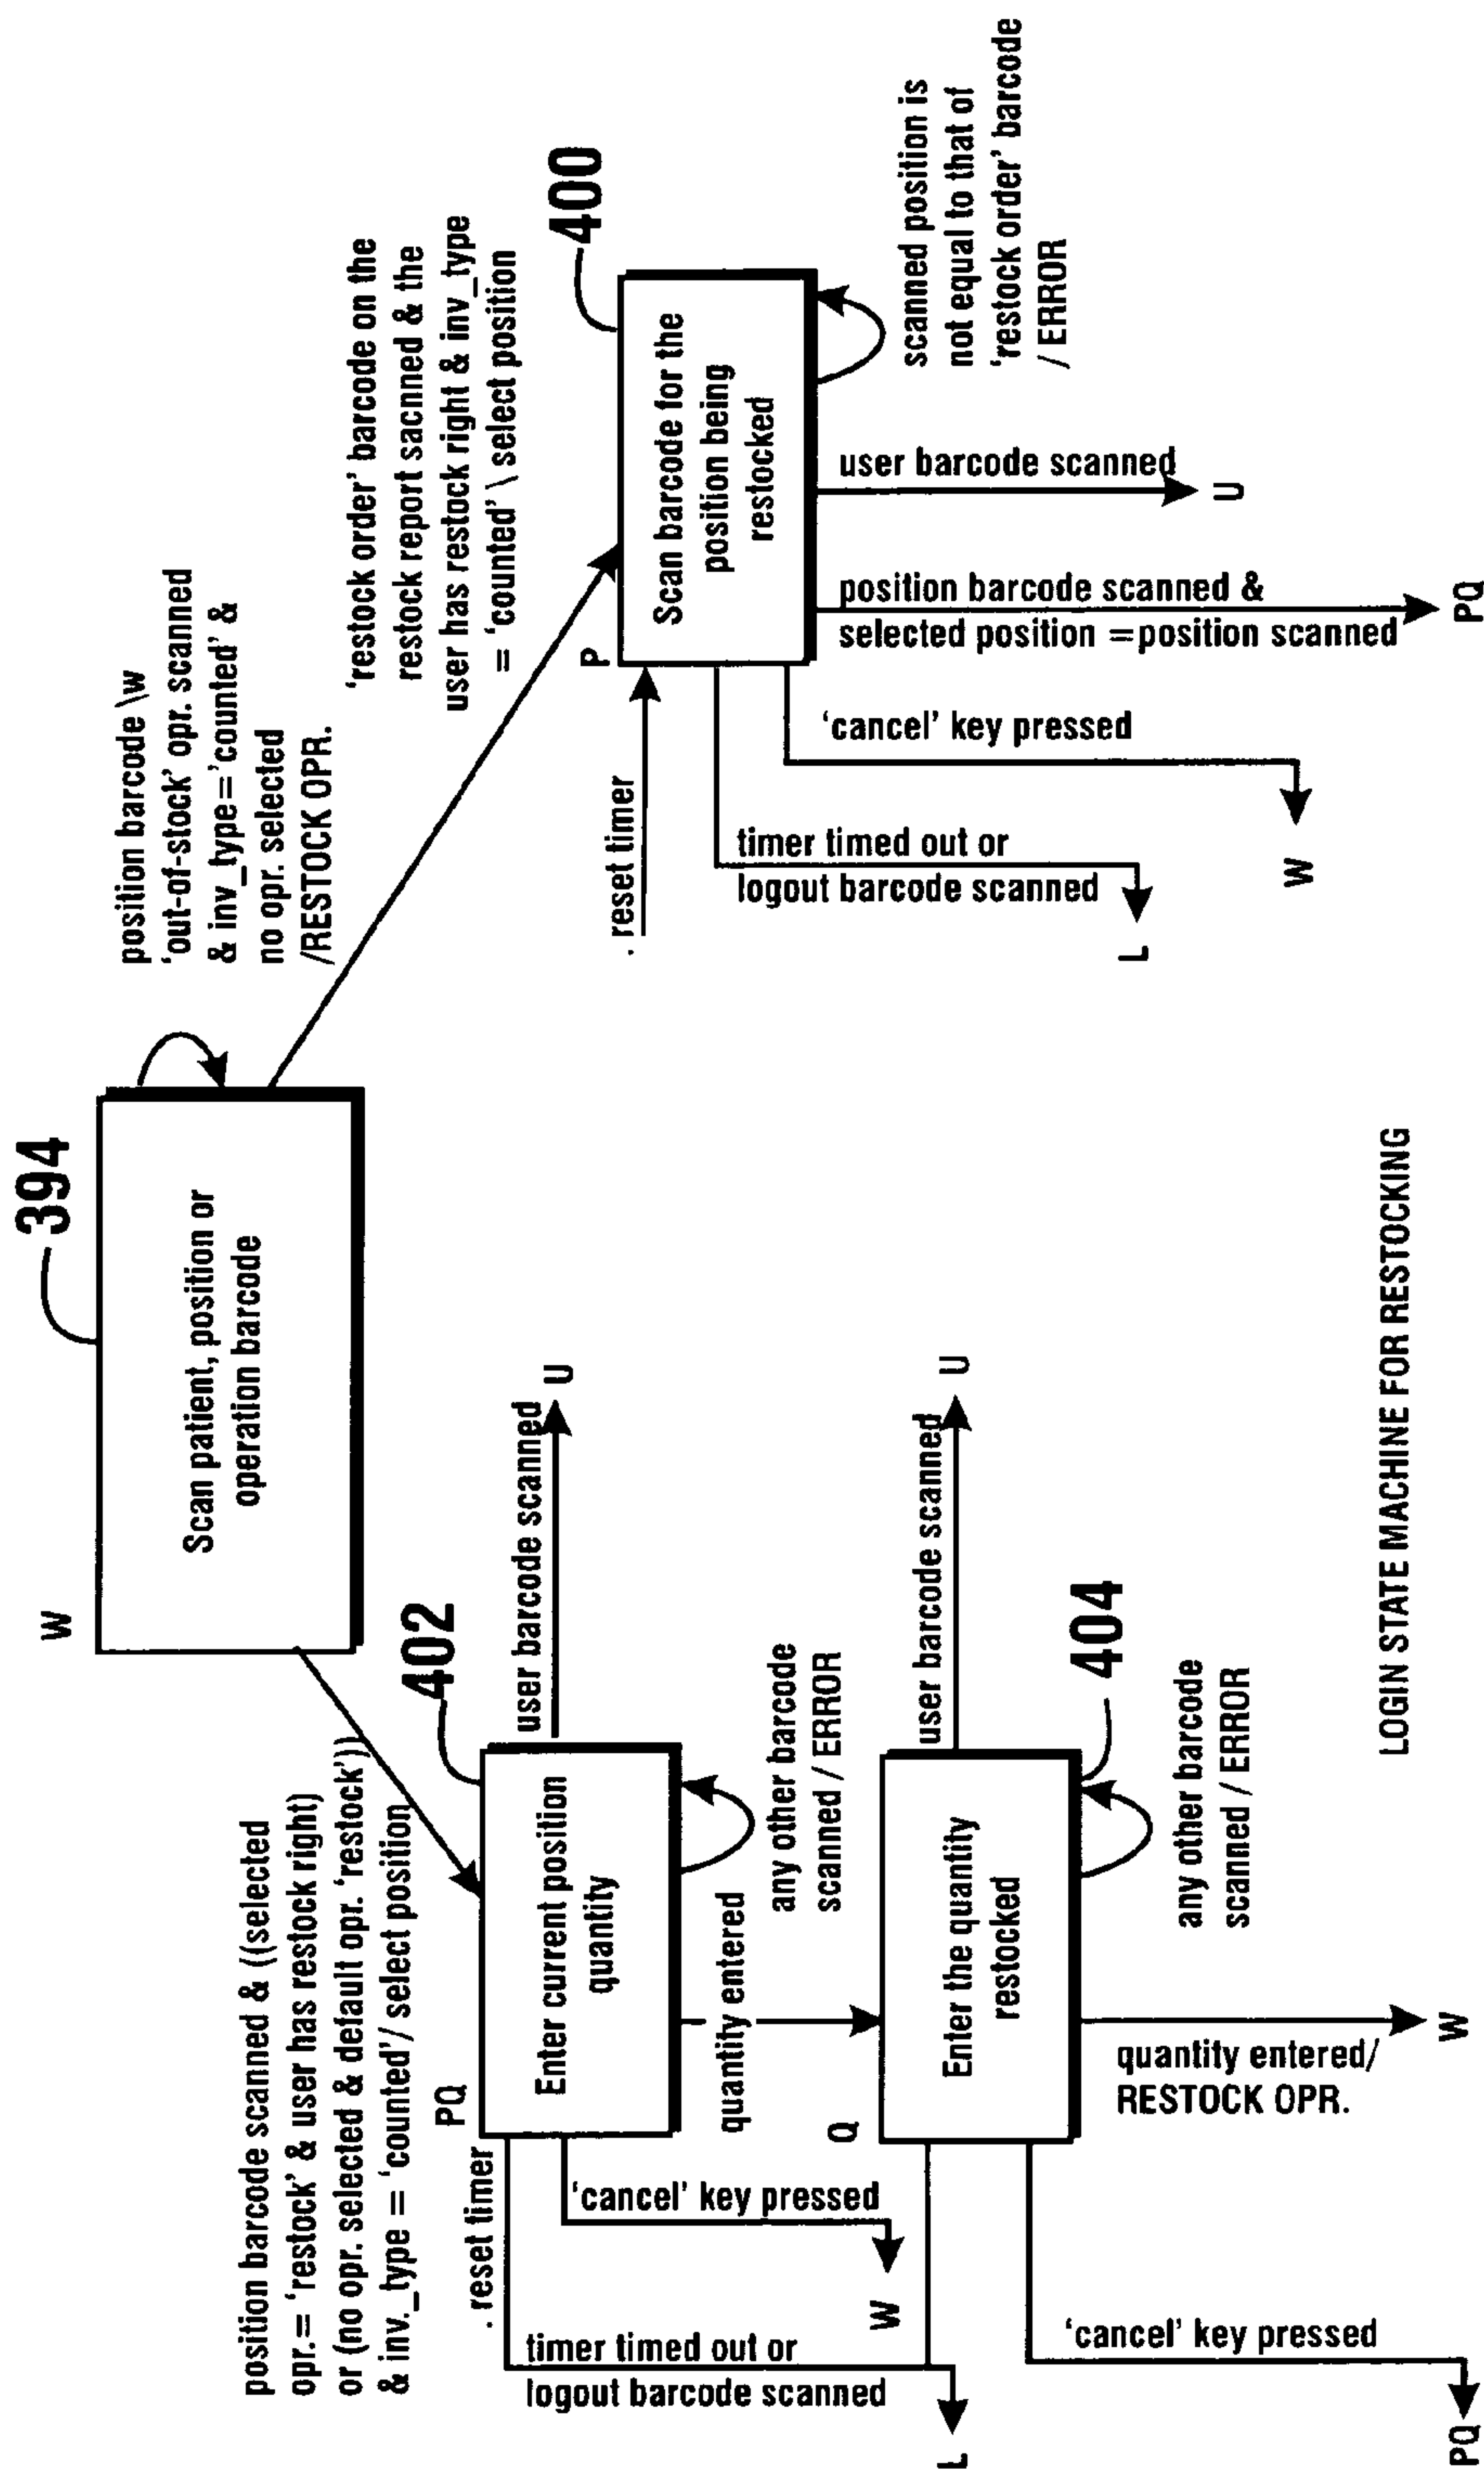 394
W
Scan patient, position or
operation barcode
position barcode \w
'out-of-stock' opr. scanned
& inv_type='counted' &
no opr. selected
/RESTOCK OPR.
'restock order' barcode on the
restock report sacnned & the
user has restock right & inv_type
= 'counted' \ select position
400
P
Scan barcode for the
position being
restocked
scanned position is
not equal to that of
'restock order' barcode
/ ERROR
. reset timer
timer timed out or
logout barcode scanned
L
'cancel' key pressed
W
position barcode scanned &
selected position =position scanned
PQ
user barcode scanned
U
position barcode scanned & ((selected
opr.= 'restock' & user has restock right)
or (no opr. selected & default opr. 'restock'))
& inv._type = 'counted'/ select position
402
PQ
Enter current position
quantity
user barcode scanned
U
any other barcode
scanned / ERROR
. reset timer
'cancel' key pressed
W
timer timed out or
logout barcode scanned
L
quantity entered
Q
Enter the quantity
restocked
user barcode scanned
U
404
any other barcode
scanned / ERROR
quantity entered/
RESTOCK OPR.
W
'cancel' key pressed
PQ
LOGIN STATE MACHINE FOR RESTOCKING